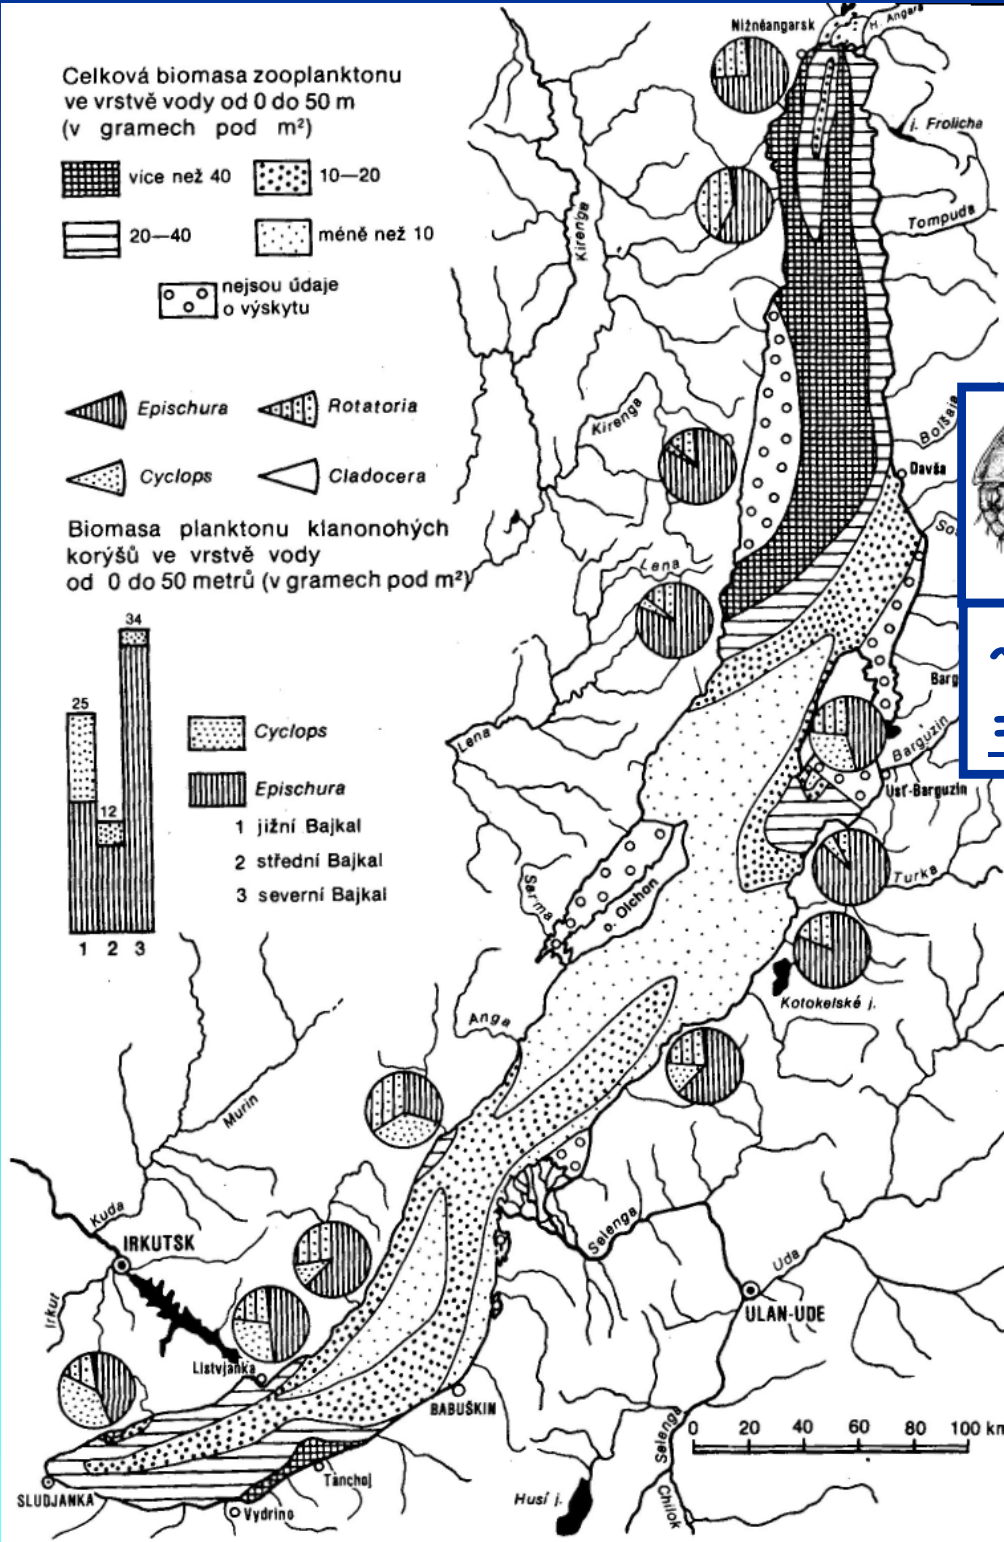 Celková biomasa zooplanktonu
ve vrstvě vody od 0 do 50 m
(v gramech pod m²)
více než 40
10—20
20—40
méně než 10
nejsou údaje
o výskytu
Epischura
Rotatoria
Cyclops
Cladocera
Biomasa planktonu klanonohých
korýšů ve vrstvě vody
od 0 do 50 metrů (v gramech pod m²)
34
25
12
1 2 3
Cyclops
Epischura
1 jižní Bajkal
2 střední Bajkal
3 severní Bajkal
Nižněangarsk
H. Angara
j. Frolicha
Tompuda
Kirenga
Kirenga
Bolšaja
Davša
Lena
Lena
Barguzin
Usť-Barguzin
Turka
Sarma
o. Olchon
Kotokelské j.
Anga
Murin
Kuda
IRKUTSK
Irkut
Selenga
Uda
ULAN-UDE
Listvjanka
BABUŠKIN
SLUDJANKA
Tanchoj
Vydrino
Husí j.
Selenga
Chilok
0 20 40 60 80 100 km